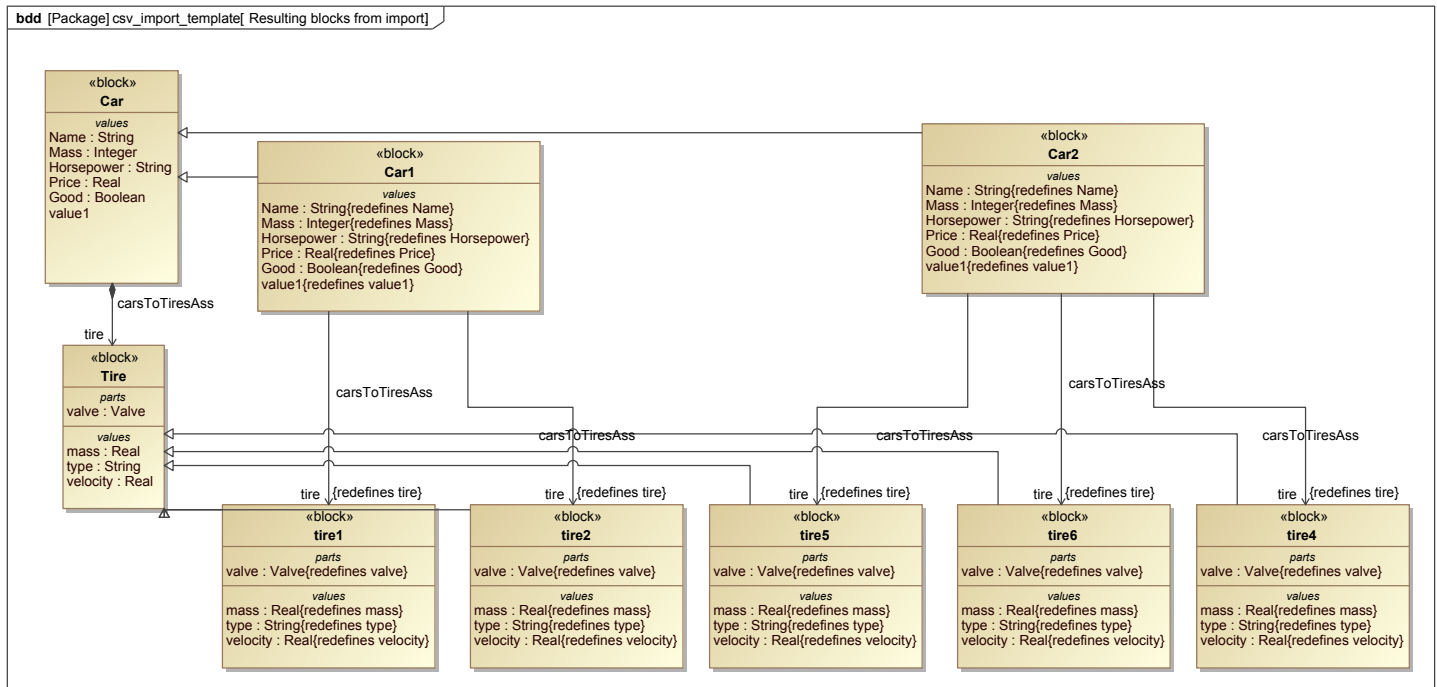 bdd [Package] csv_import_template[ Resulting blocks from import]
«block»
Car
values
Name : String
Mass : Integer
Horsepower : String
Price : Real
Good : Boolean
value1
«block»
Car1
values
Name : String{redefines Name}
Mass : Integer{redefines Mass}
Horsepower : String{redefines Horsepower}
Price : Real{redefines Price}
Good : Boolean{redefines Good}
value1{redefines value1}
«block»
Car2
values
Name : String{redefines Name}
Mass : Integer{redefines Mass}
Horsepower : String{redefines Horsepower}
Price : Real{redefines Price}
Good : Boolean{redefines Good}
value1{redefines value1}
carsToTiresAss
tire
«block»
Tire
parts
valve : Valve
values
mass : Real
type : String
velocity : Real
carsToTiresAss
carsToTiresAss
carsToTiresAss
carsToTiresAss
carsToTiresAss
tire {redefines tire}
tire {redefines tire}
tire {redefines tire}
tire {redefines tire}
tire {redefines tire}
«block»
tire1
parts
valve : Valve{redefines valve}
values
mass : Real{redefines mass}
type : String{redefines type}
velocity : Real{redefines velocity}
«block»
tire2
parts
valve : Valve{redefines valve}
values
mass : Real{redefines mass}
type : String{redefines type}
velocity : Real{redefines velocity}
«block»
tire5
parts
valve : Valve{redefines valve}
values
mass : Real{redefines mass}
type : String{redefines type}
velocity : Real{redefines velocity}
«block»
tire6
parts
valve : Valve{redefines valve}
values
mass : Real{redefines mass}
type : String{redefines type}
velocity : Real{redefines velocity}
«block»
tire4
parts
valve : Valve{redefines valve}
values
mass : Real{redefines mass}
type : String{redefines type}
velocity : Real{redefines velocity}